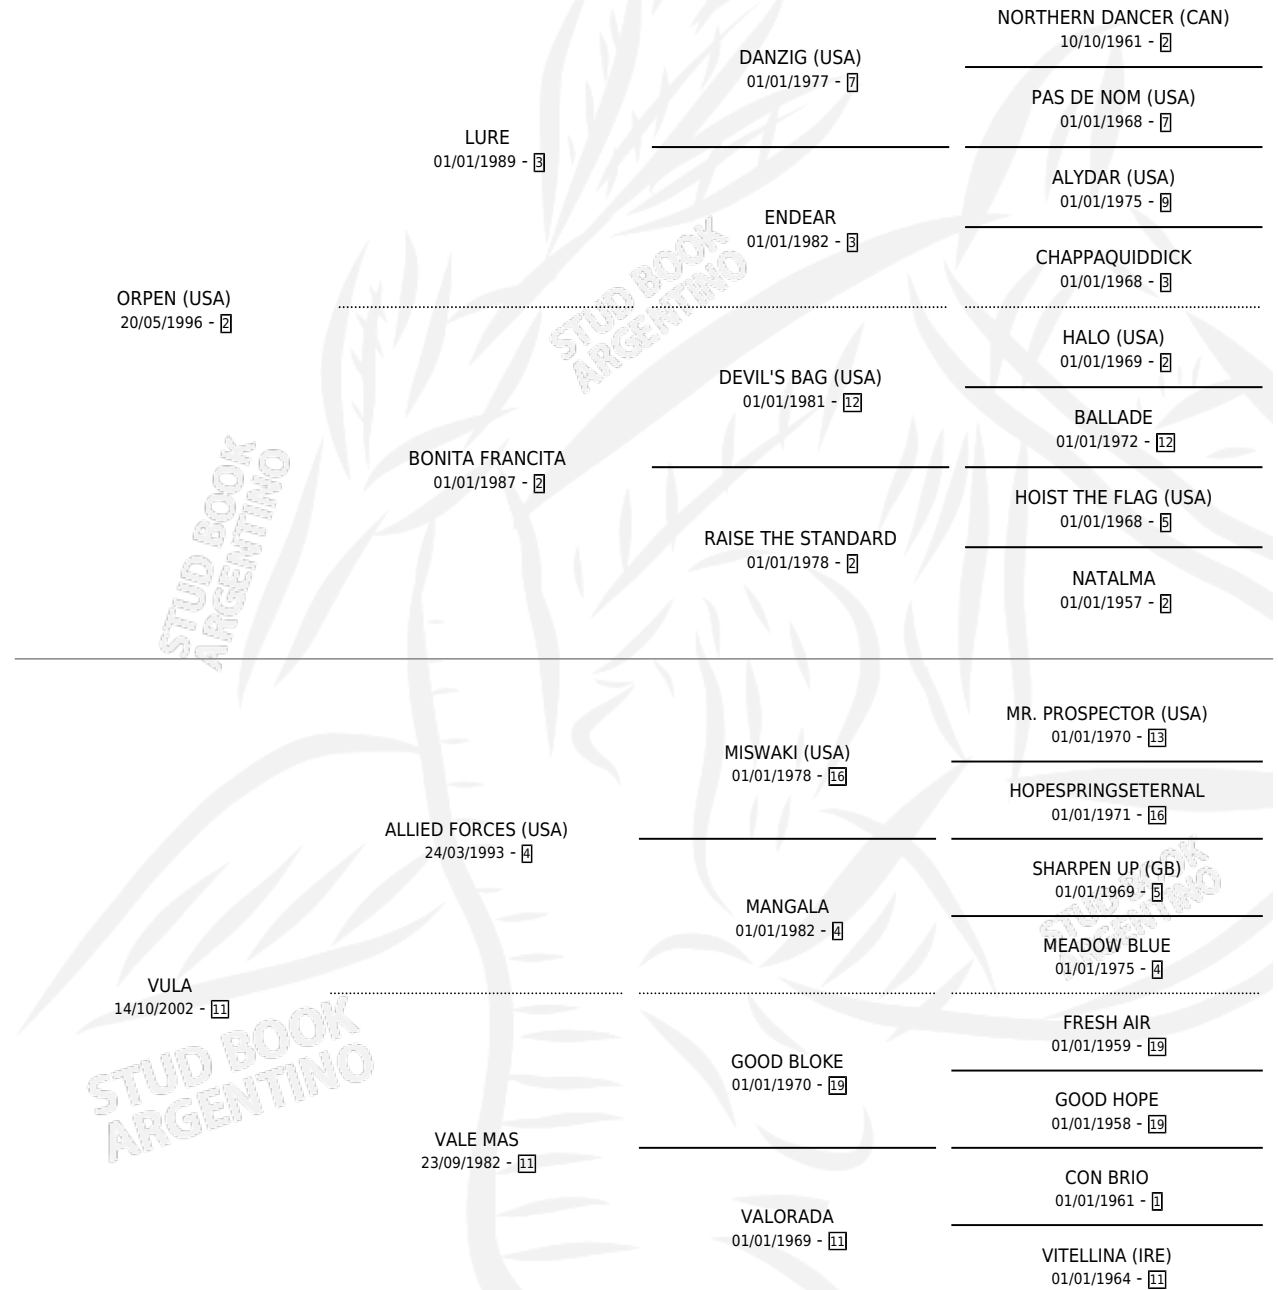 NORTHERN DANCER (CAN)
10/10/1961 - 2
DANZIG (USA)
01/01/1977 - 7
PAS DE NOM (USA)
01/01/1968 - 7
LURE
01/01/1989 - 3
ALYDAR (USA)
01/01/1975 - 9
ENDEAR
01/01/1982 - 3
CHAPPAQUIDDICK
01/01/1968 - 3
ORPEN (USA)
20/05/1996 - 2
HALO (USA)
01/01/1969 - 2
DEVIL'S BAG (USA)
01/01/1981 - 12
BALLADE
01/01/1972 - 12
BONITA FRANCITA
01/01/1987 - 2
HOIST THE FLAG (USA)
01/01/1968 - 5
RAISE THE STANDARD
01/01/1978 - 2
NATALMA
01/01/1957 - 2
MR. PROSPECTOR (USA)
01/01/1970 - 13
MISWAKI (USA)
01/01/1978 - 16
HOPESPRINGSETERNAL
01/01/1971 - 16
ALLIED FORCES (USA)
24/03/1993 - 4
SHARPEN UP (GB)
01/01/1969 - 5
MANGALA
01/01/1982 - 4
MEADOW BLUE
01/01/1975 - 4
VULA
14/10/2002 - 11
FRESH AIR
01/01/1959 - 19
GOOD BLOKE
01/01/1970 - 19
GOOD HOPE
01/01/1958 - 19
VALE MAS
23/09/1982 - 11
CON BRIO
01/01/1961 - 1
VALORADA
01/01/1969 - 11
VITELLINA (IRE)
01/01/1964 - 11
STUD BOOK
ARGENTINO
STUD BOOK
ARGENTINO
STUD BOOK
ARGENTINO
STUD BOOK
ARGENTINO